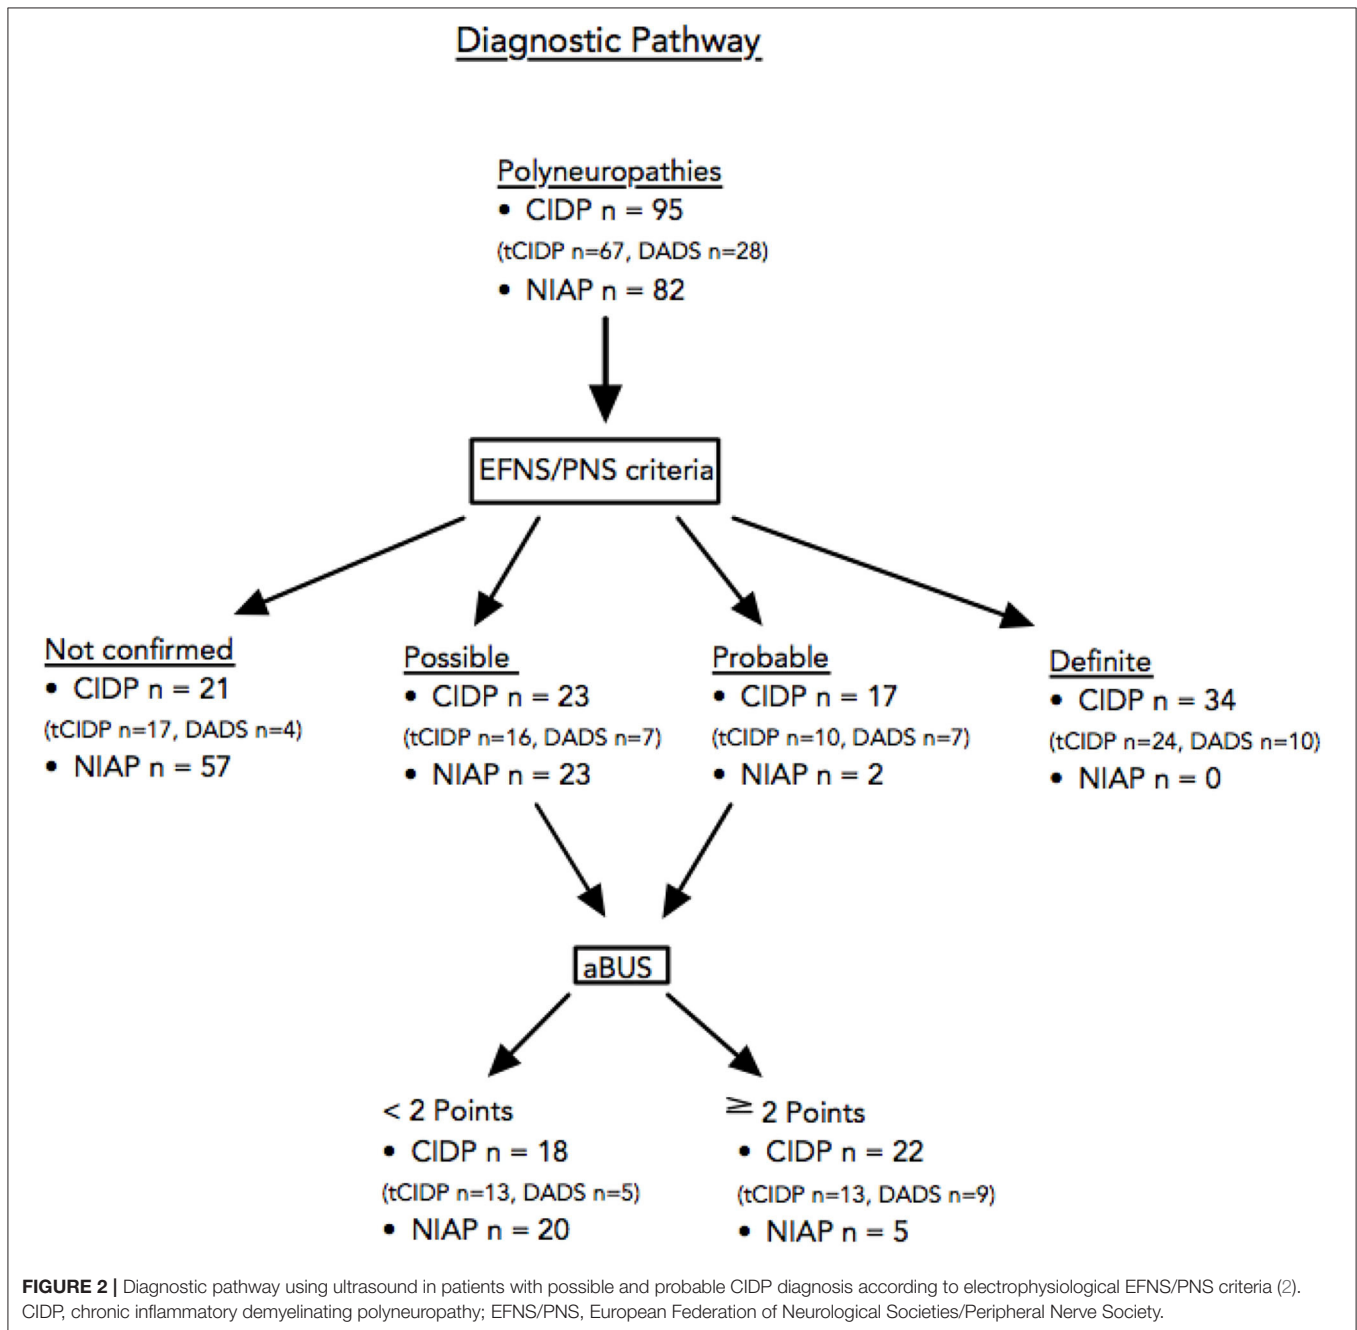 Diagnostic Pathway
Polyneuropathies
• CIDP n = 95
(tCIDP n=67, DADS n=28)
• NIAP n = 82
EFNS/PNS criteria
Not confirmed
• CIDP n = 21
(tCIDP n=17, DADS n=4)
• NIAP n = 57
Possible
• CIDP n = 23
(tCIDP n=16, DADS n=7)
• NIAP n = 23
Probable
• CIDP n = 17
(tCIDP n=10, DADS n=7)
• NIAP n = 2
Definite
• CIDP n = 34
(tCIDP n=24, DADS n=10)
• NIAP n = 0
aBUS
< 2 Points
• CIDP n = 18
(tCIDP n=13, DADS n=5)
• NIAP n = 20
≧ 2 Points
• CIDP n = 22
(tCIDP n=13, DADS n=9)
• NIAP n = 5
FIGURE 2 | Diagnostic pathway using ultrasound in patients with possible and probable CIDP diagnosis according to electrophysiological EFNS/PNS criteria (2).
CIDP, chronic inflammatory demyelinating polyneuropathy; EFNS/PNS, European Federation of Neurological Societies/Peripheral Nerve Society.